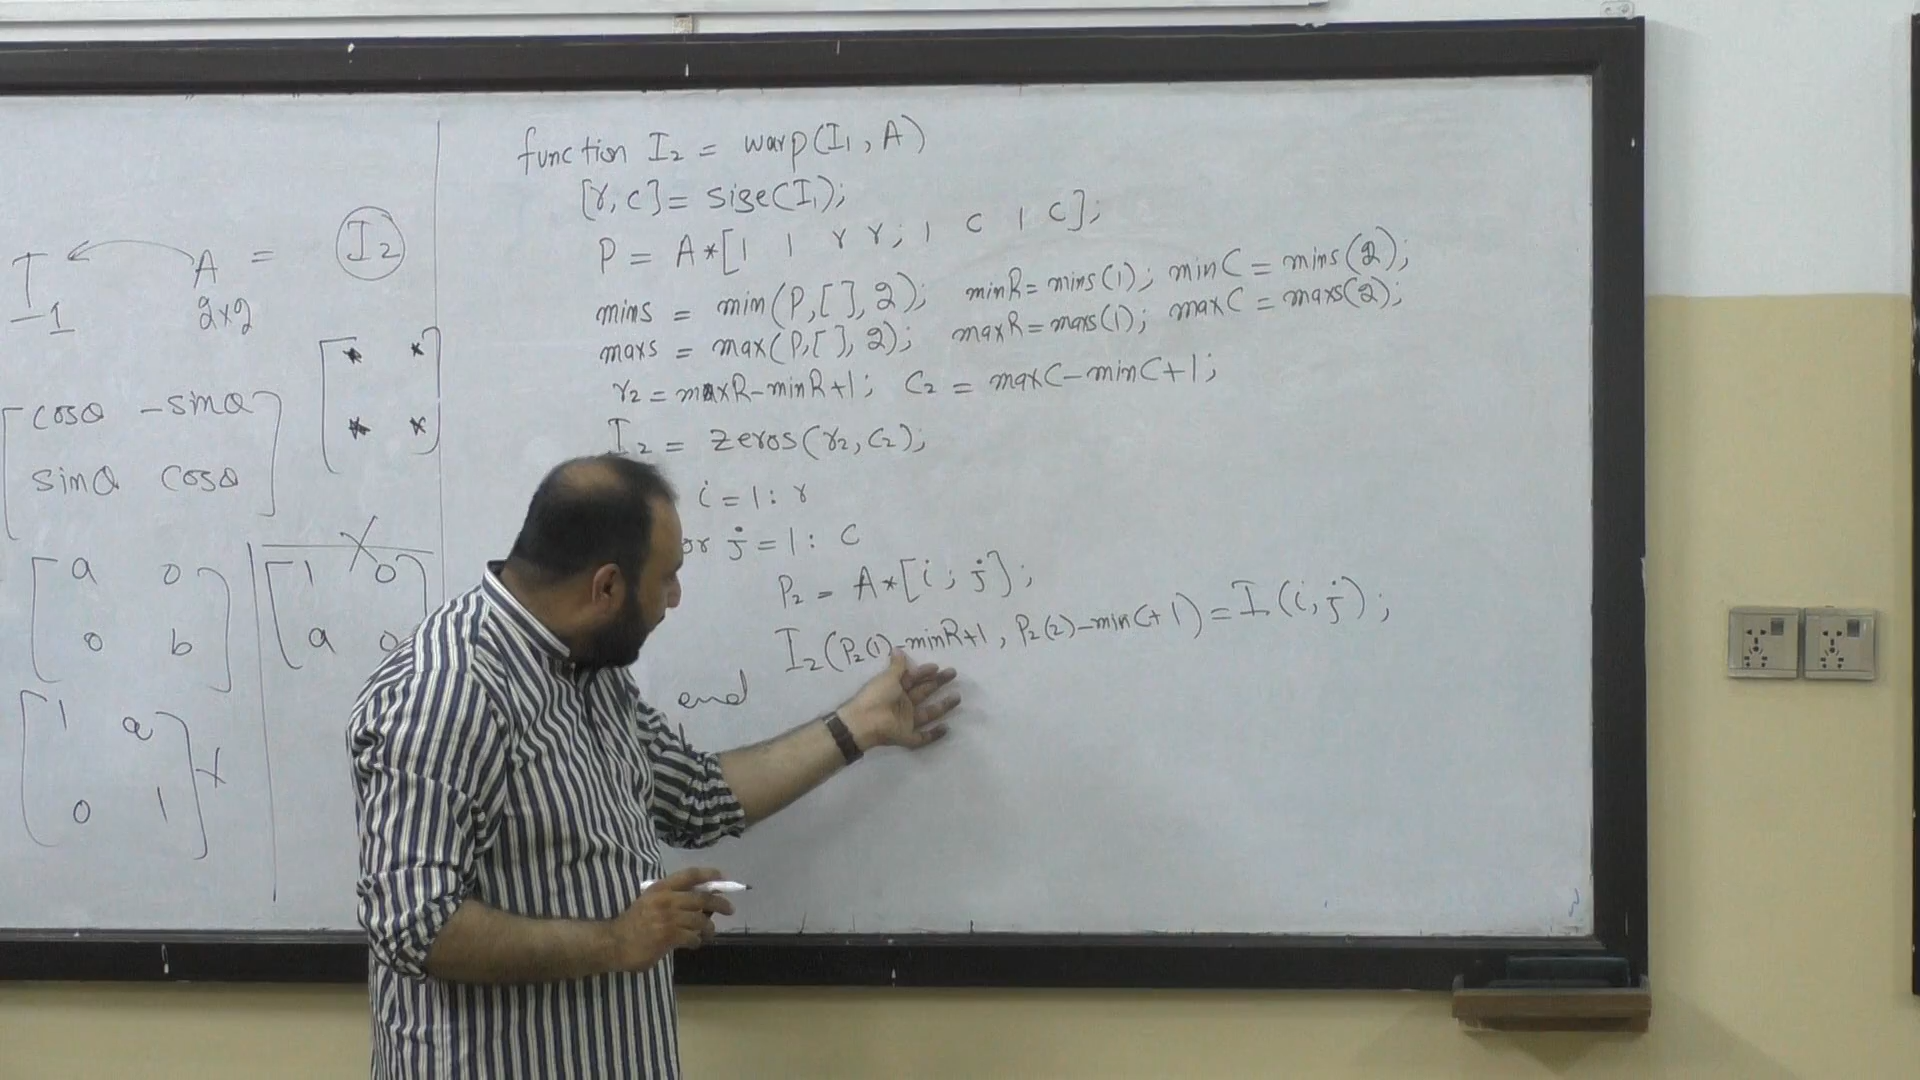 I1 A = I2
2x2
[* *
* *]
[cosθ -sinθ
sinθ cosθ]
[a 0
0 b]
[1 0
a
[1 a
0 1]
function I2 = warp(I1, A)
[r, c] = size(I1);
P = A*[1 1 r r; 1 c 1 c];
mins = min(P,[ ], 2); minR = mins(1); minC = mins(2);
maxs = max(P,[ ], 2); maxR = maxs(1); maxC = maxs(2);
r2 = maxR-minR+1; C2 = maxC-minC+1;
I2 = zeros(r2, c2);
i = 1: r
or j = 1: c
P2 = A*[i ; j];
I2(P2(1)-minR+1, P2(2)-minC+1) = I(i, j);
end